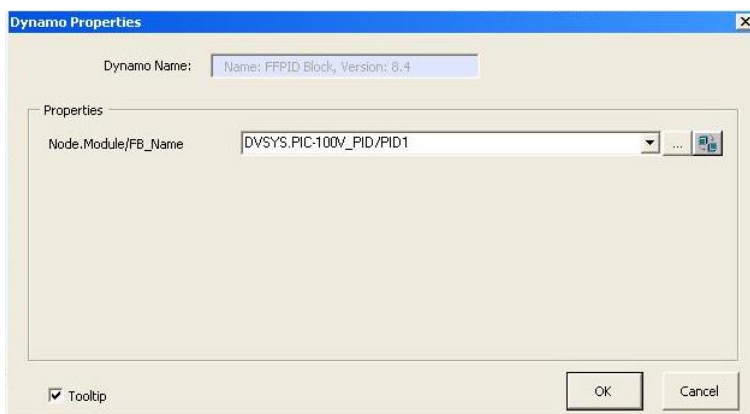 Dynamo Properties
Dynamo Name: Name: FFPID Block, Version: 8.4
Properties
Node.Module/FB_Name DVSYS.PIC-100V_PID/PID1 ...
Tooltip OK Cancel